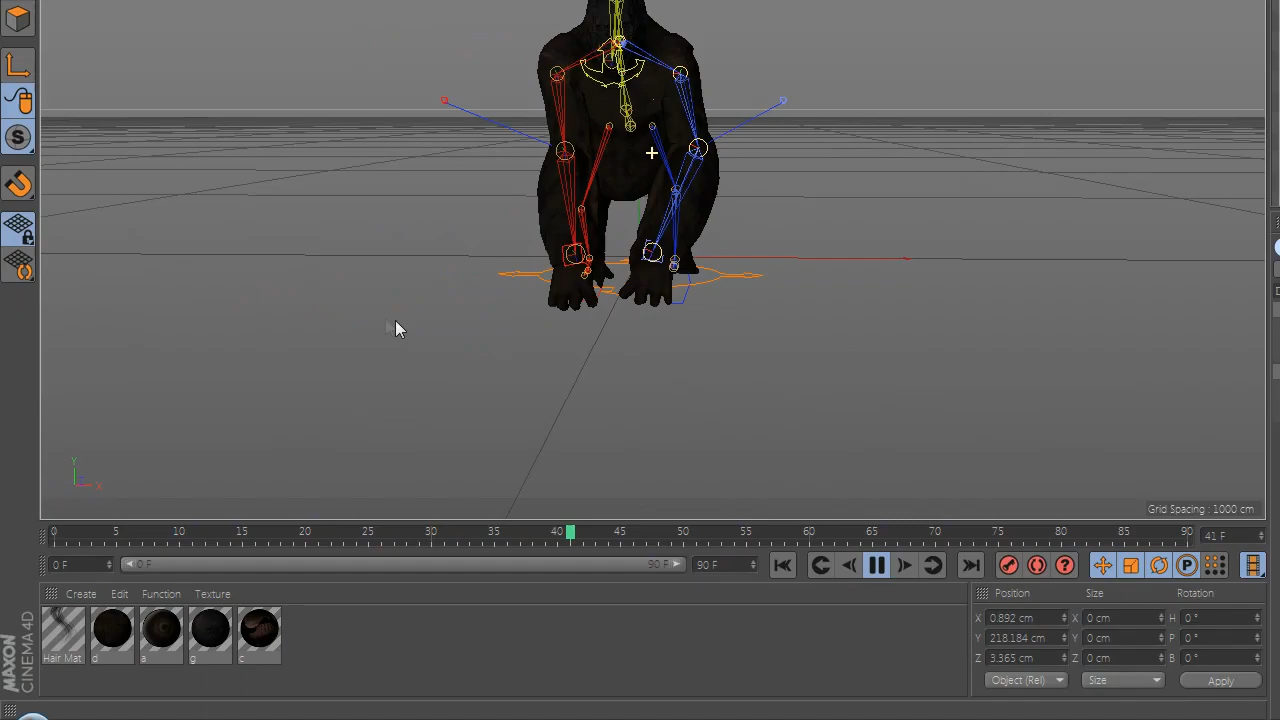 S
Y
X
Grid Spacing : 1000 cm
0 5 10 15 20 25 30 35 40 45 50 55 60 65 70 75 80 85 90 41 F
0 F 0 F 90 F 90 F P
Create Edit Function Texture
Position Size Rotation
X 0.892 cm X 0 cm H 0 °
Y 218.184 cm Y 0 cm P 0 °
Z 3.365 cm Z 0 cm B 0 °
Object (Rel) Size Apply
Hair Mat d a g c
MAXON
CINEMA 4D